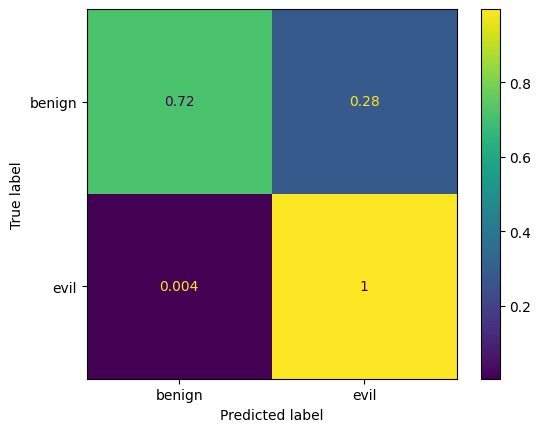 benign
0.72
0.28
0.8
0.6
True label
0.4
evil
0.004
1
0.2
benign
evil
Predicted label